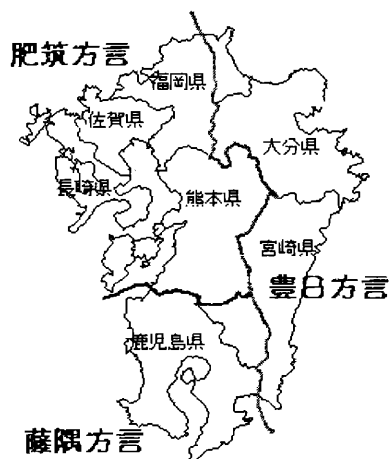 肥筑方言
福岡県
佐賀県
大分県
長崎県
熊本県
宮崎県
豊日方言
鹿児島県
薩隅方言